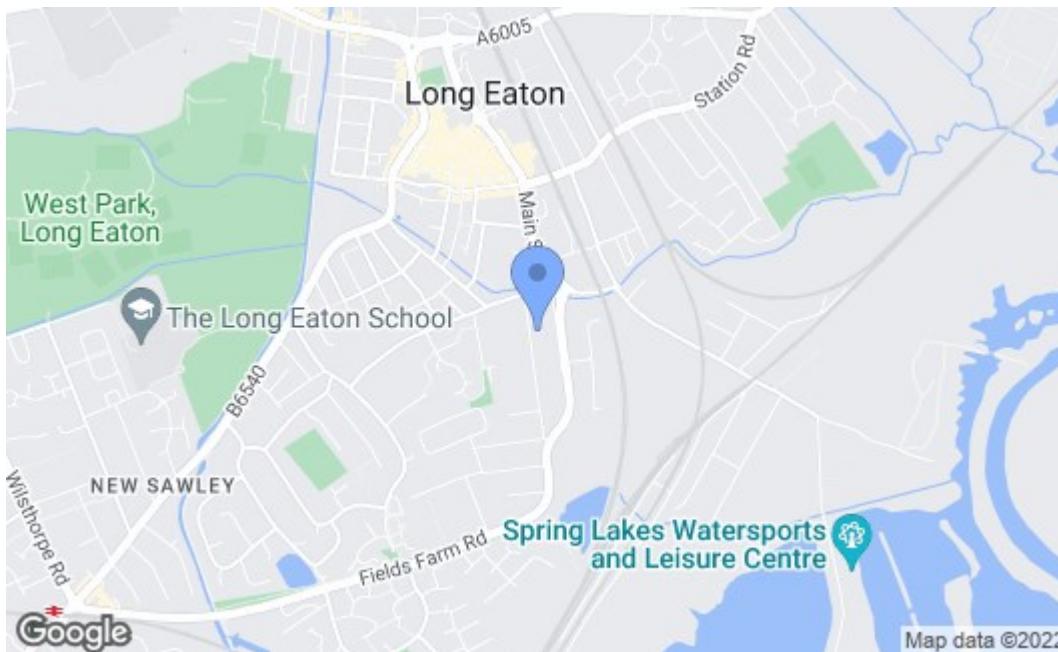 A6005
Long Eaton
Station Rd
Main S
West Park,
Long Eaton
The Long Eaton School
B6540
NEW SAWLEY
Wilsthorpe Rd
Fields Farm Rd
Spring Lakes Watersports
and Leisure Centre
Google
Map data ©2022